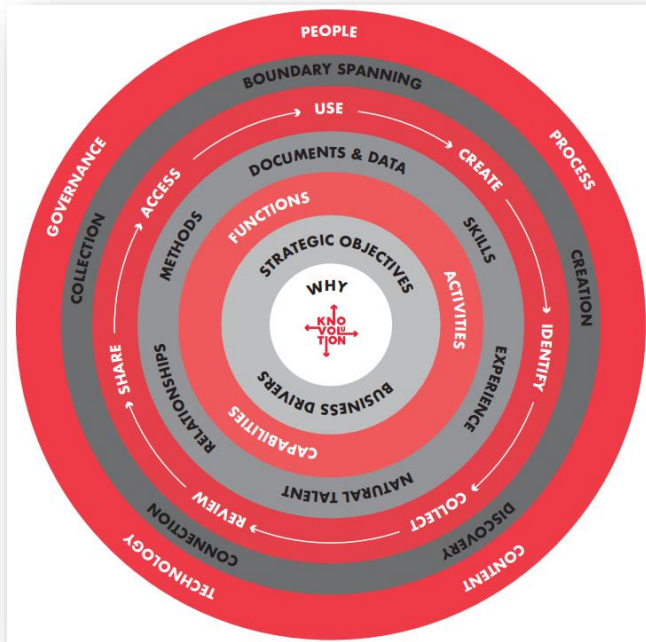 PEOPLE
PROCESS
CONTENT
TECHNOLOGY
GOVERNANCE
BOUNDARY SPANNING
CREATION
DISCOVERY
CONNECTION
COLLECTION
USE
CREATE
IDENTIFY
COLLECT
REVIEW
SHARE
ACCESS
DOCUMENTS & DATA
SKILLS
EXPERIENCE
NATURAL TALENT
RELATIONSHIPS
METHODS
FUNCTIONS
ACTIVITIES
CAPABILITIES
STRATEGIC OBJECTIVES
BUSINESS DRIVERS
WHY
KNO
VOLU
TION